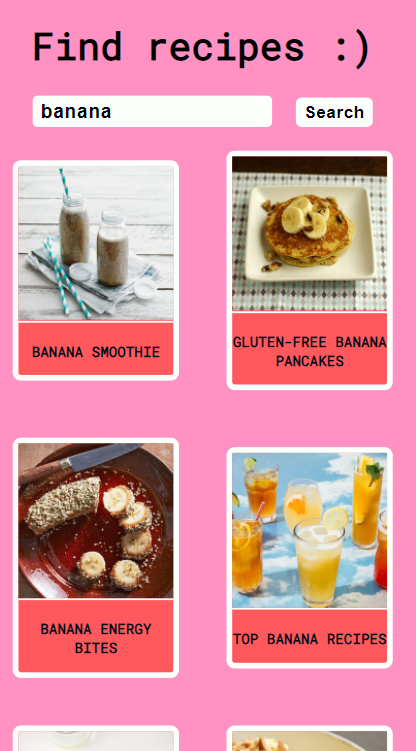 Find recipes :)
banana
Search
BANANA SMOOTHIE
GLUTEN-FREE BANANA
PANCAKES
BANANA ENERGY
BITES
TOP BANANA RECIPES